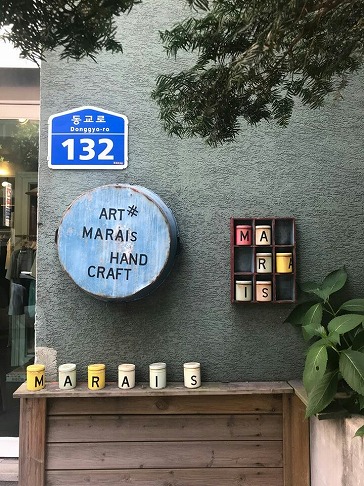 동교로
Donggyo-ro
132
ART#
MARAIS
HAND
CRAFT
MA
RA
IS
MARAIS